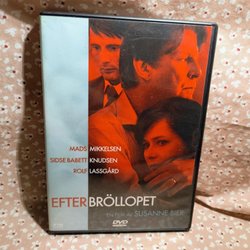 MADS MIKKELSEN
SIDSE BABETT KNUDSEN
ROLF LASSGÅRD
EFTER BRÖLLOPET
EN FILM AV SUSANNE BIER
DVD